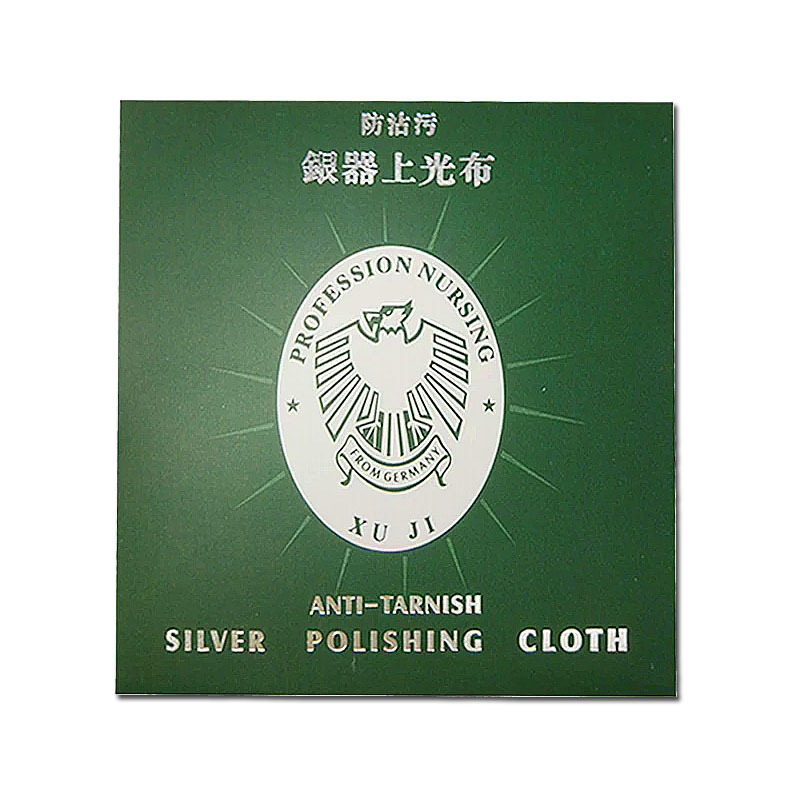 防沾污
銀器上光布
PROFESSION NURSING
FROM GERMANY
XU JI
ANTI-TARNISH
SILVER POLISHING CLOTH